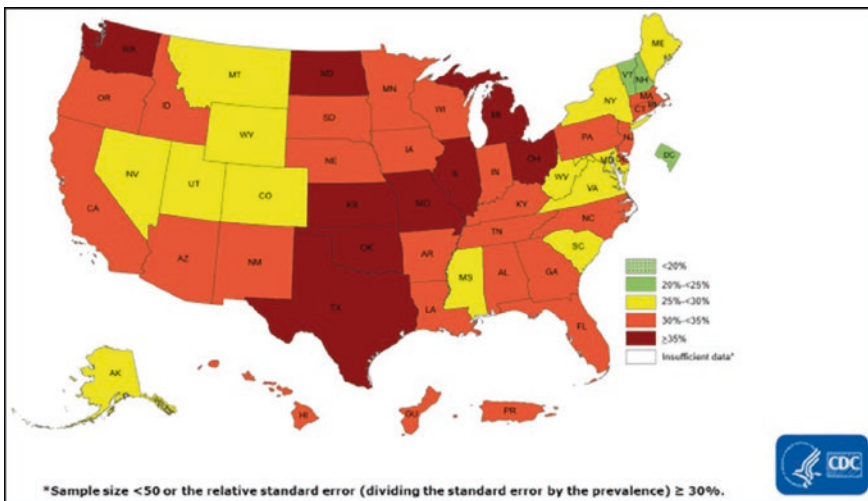 WA
ND
ME
MT
MN
VT
NH
OR
ID
WI
NY
MA
SD
MI
CT
WY
IA
PA
NJ
NE
OH
DC
NV
IL
IN
MD
UT
WV
CO
VA
CA
KS
MO
KY
NC
TN
OK
AR
SC
AZ
NM
MS
AL
GA
TX
LA
FL
<20%
20%-<25%
25%-<30%
30%-<35%
≥35%
Insufficient data*
AK
HI
GU
PR
CDC
*Sample size <50 or the relative standard error (dividing the standard error by the prevalence) ≥ 30%.